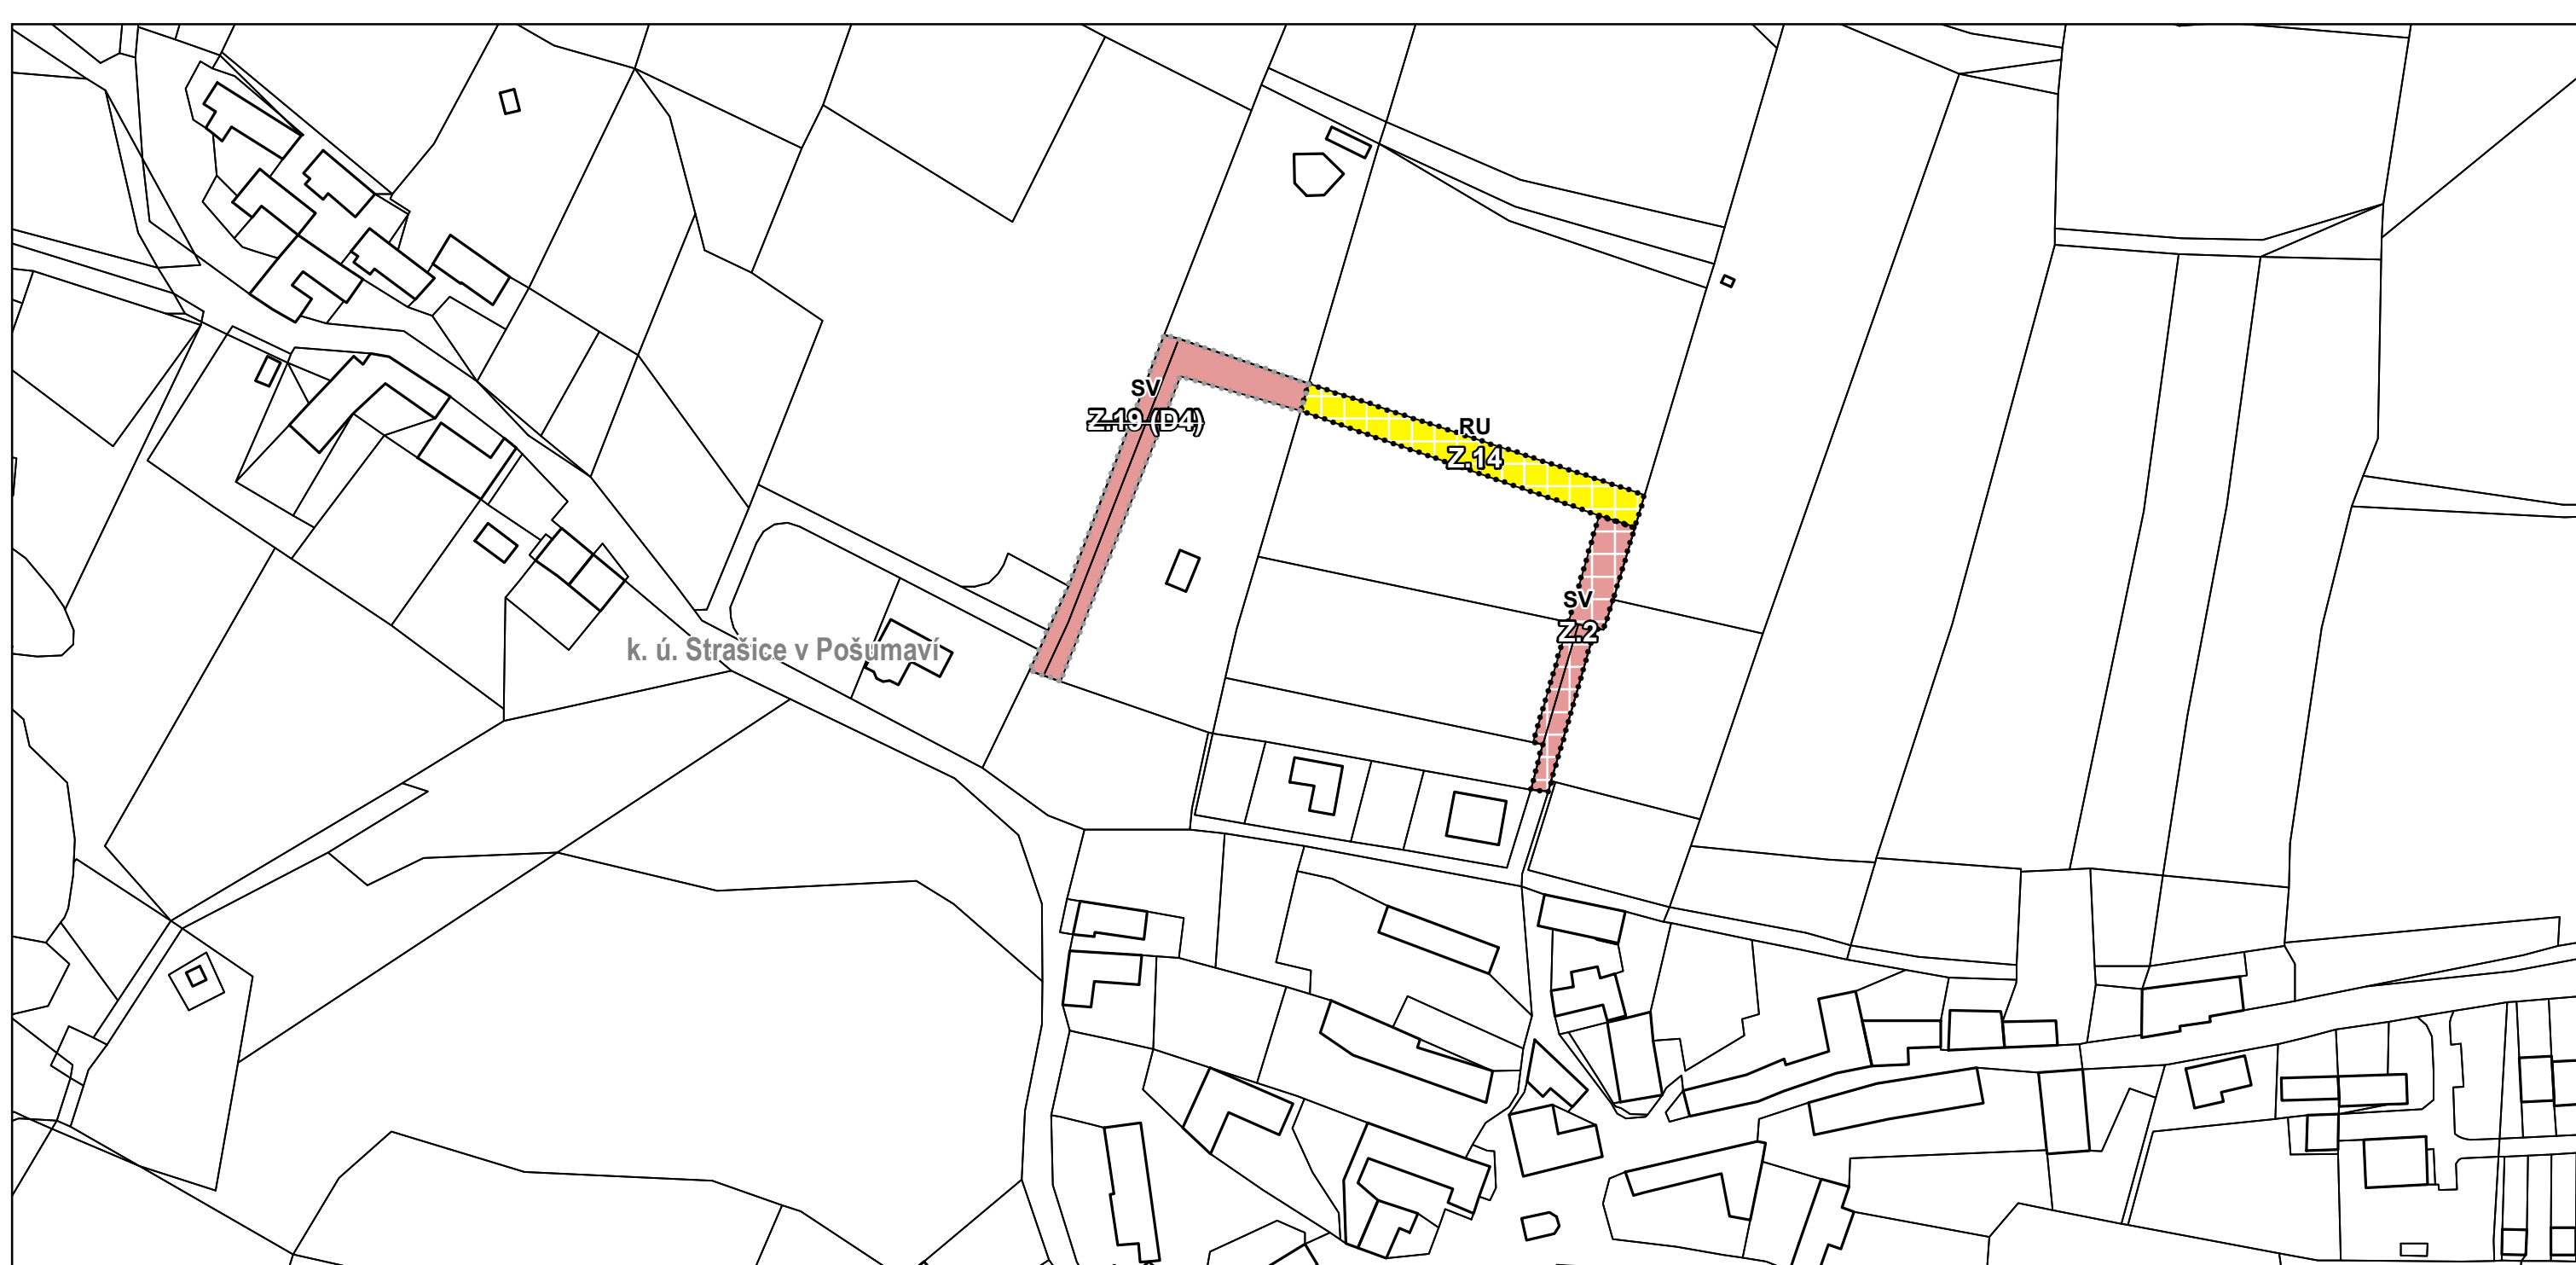 SV
Z.19 (D4)
RU
Z.14
SV
Z.2
k. ú. Strašice v Pošumaví